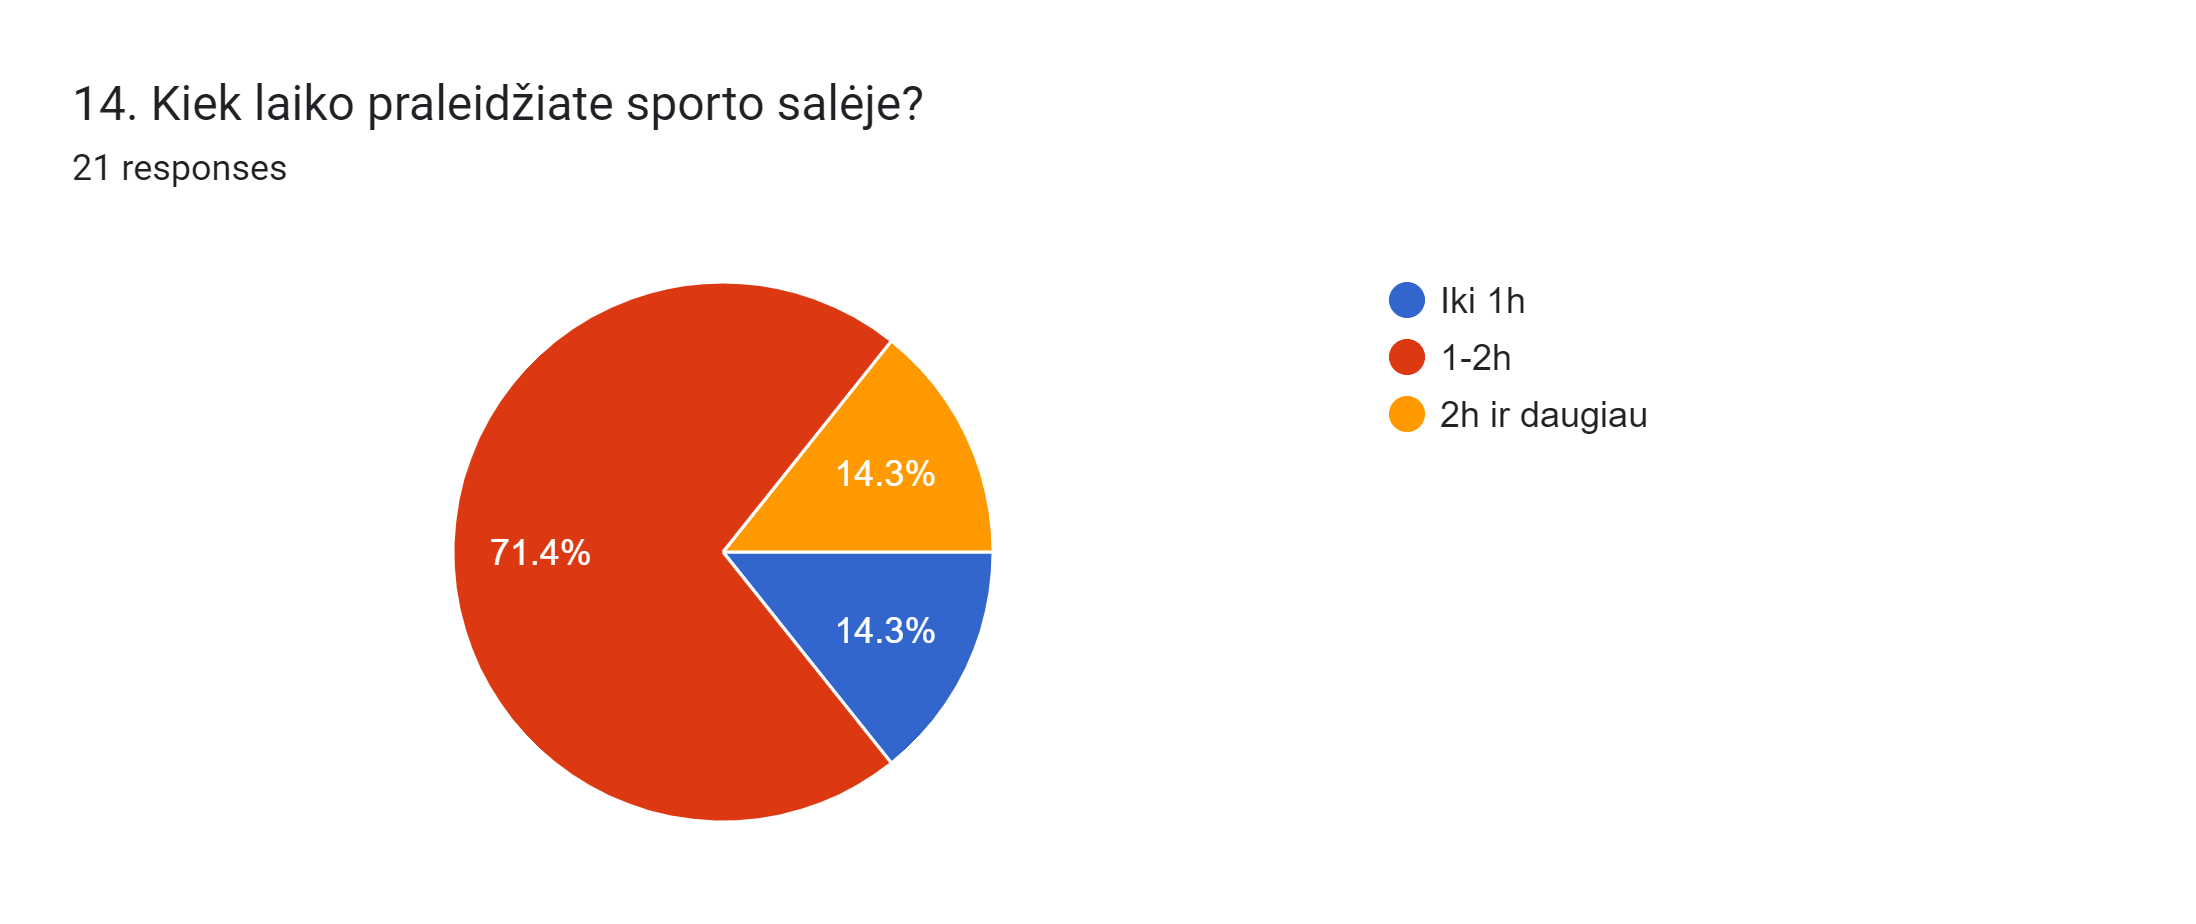 14. Kiek laiko praleidžiate sporto salėje?
21 responses
Iki 1h
1-2h
2h ir daugiau
14.3%
71.4%
14.3%